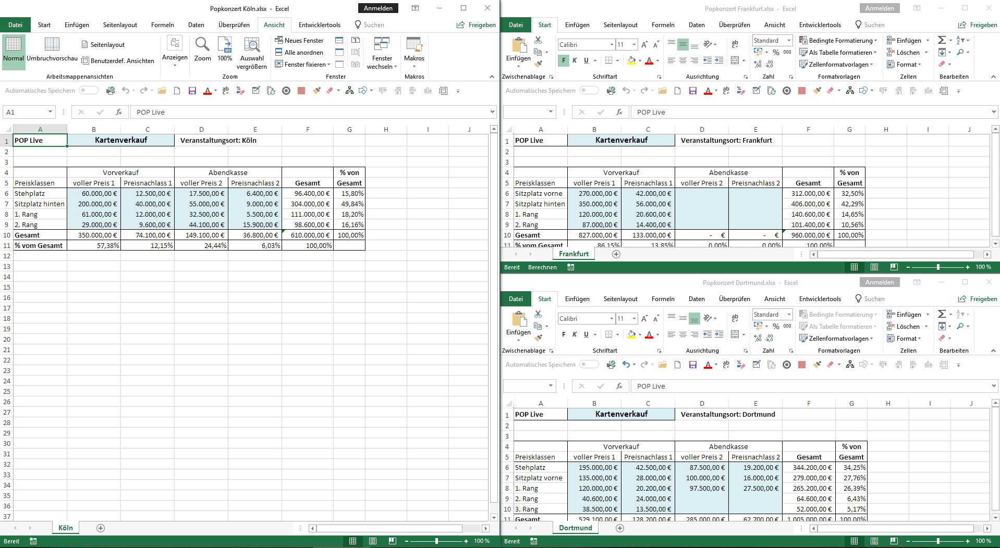 Popkonzert Köln.xlsx - Excel
Anmelden
Datei Start Einfügen Seitenlayout Formeln Daten Überprüfen Ansicht Entwicklertools Suchen Freigeben
Normal Umbruchvorschau Seitenlayout Benutzerdef. Ansichten
Anzeigen Zoom 100% Auswahl vergrößern
Neues Fenster
Alle anordnen
Fenster fixieren
Fenster wechseln Makros
Arbeitsmappenansichten Zoom Fenster Makros
Automatisches Speichern
A1 fx POP Live
A B C D E F G H I J
1 POP Live Kartenverkauf Veranstaltungsort: Köln
2
3
4 Vorverkauf Abendkasse % von
5 Preisklassen voller Preis 1 Preisnachlass 1 voller Preis 2 Preisnachlass 2 Gesamt Gesamt
6 Stehplatz 60.000,00 € 12.500,00 € 17.500,00 € 6.400,00 € 96.400,00 € 15,80%
7 Sitzplatz hinten 200.000,00 € 40.000,00 € 55.000,00 € 9.000,00 € 304.000,00 € 49,84%
8 1. Rang 61.000,00 € 12.000,00 € 32.500,00 € 5.500,00 € 111.000,00 € 18,20%
9 2. Rang 29.000,00 € 9.600,00 € 44.100,00 € 15.900,00 € 98.600,00 € 16,16%
10 Gesamt 350.000,00 € 74.100,00 € 149.100,00 € 36.800,00 € 610.000,00 € 100,00%
11 % vom Gesamt 57,38% 12,15% 24,44% 6,03% 100,00%
12
13
14
15
16
17
18
19
20
21
22
23
24
25
26
27
28
29
30
31
32
33
34
35
36
37
Köln
Bereit 100 %
Popkonzert Frankfurt.xlsx - Excel
Anmelden
Datei Start Einfügen Seitenlayout Formeln Daten Überprüfen Ansicht Entwicklertools Suchen Freigeben
Einfügen
Calibri 11
F K U
Standard
% 000
Bedingte Formatierung
Als Tabelle formatieren
Zellenformatvorlagen
Einfügen
Löschen
Format
Zwischenablage Schriftart Ausrichtung Zahl Formatvorlagen Zellen Bearbeiten
Automatisches Speichern
fx POP Live
A B C D E F G H I J
1 POP Live Kartenverkauf Veranstaltungsort: Frankfurt
2
3
4 Vorverkauf Abendkasse % von
5 Preisklassen voller Preis 1 Preisnachlass 1 voller Preis 2 Preisnachlass 2 Gesamt Gesamt
6 Sitzplatz vorne 270.000,00 € 42.000,00 € 312.000,00 € 32,50%
7 Sitzplatz hinten 350.000,00 € 56.000,00 € 406.000,00 € 42,29%
8 1. Rang 120.000,00 € 20.600,00 € 140.600,00 € 14,65%
9 2. Rang 87.000,00 € 14.400,00 € 101.400,00 € 10,56%
10 Gesamt 827.000,00 € 133.000,00 € - € - € 960.000,00 € 100,00%
11 % vom Gesamt 86,15% 13,85% 0,00% 0,00% 100,00%
Frankfurt
Bereit Berechnen 100 %
Popkonzert Dortmund.xlsx - Excel
Anmelden
Datei Start Einfügen Seitenlayout Formeln Daten Überprüfen Ansicht Entwicklertools Suchen Freigeben
Einfügen
Calibri 11
F K U
Standard
% 000
Bedingte Formatierung
Als Tabelle formatieren
Zellenformatvorlagen
Einfügen
Löschen
Format
Zwischenablage Schriftart Ausrichtung Zahl Formatvorlagen Zellen Bearbeiten
Automatisches Speichern
fx POP Live
A B C D E F G H I J
1 POP Live Kartenverkauf Veranstaltungsort: Dortmund
2
3
4 Vorverkauf Abendkasse % von
5 Preisklassen voller Preis 1 Preisnachlass 1 voller Preis 2 Preisnachlass 2 Gesamt Gesamt
6 Stehplatz 195.000,00 € 42.500,00 € 87.500,00 € 19.200,00 € 344.200,00 € 34,25%
7 Sitzplatz vorne 135.000,00 € 28.000,00 € 100.000,00 € 16.000,00 € 279.000,00 € 27,76%
8 1. Rang 120.000,00 € 20.200,00 € 97.500,00 € 27.500,00 € 265.200,00 € 26,39%
9 2. Rang 40.600,00 € 24.000,00 € 64.600,00 € 6,43%
10 3. Rang 38.500,00 € 13.500,00 € 52.000,00 € 5,17%
11 Gesamt 529.100,00 € 128.200,00 € 285.000,00 € 62.700,00 € 1.005.000,00 € 100,00%
Dortmund
Bereit 100 %